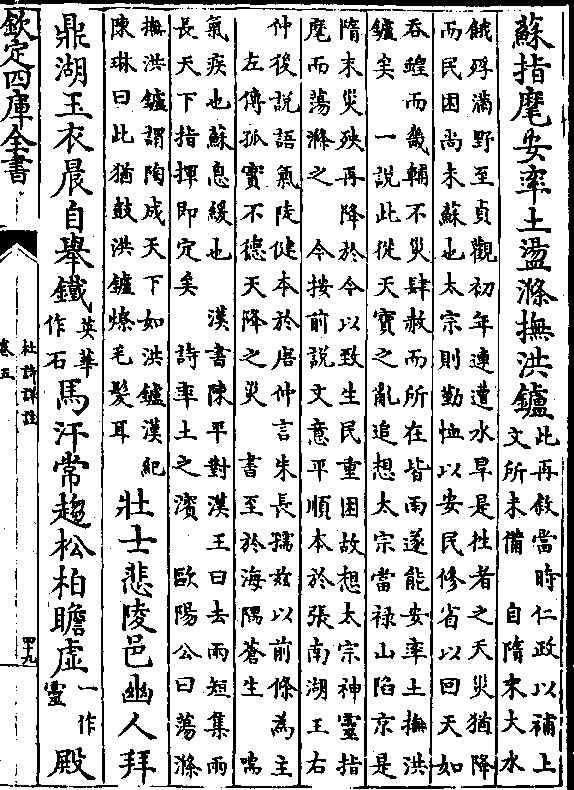 蘇指麾安率土盪滌撫洪鑪
此再敘當時仁政以補上
文所未備　自隋末大水
餓殍滿野至貞觀初年連遭水旱是往者之天災猶降
而民困尚未蘇也太宗則勤恤以安民修省以回天如
吞蝗而畿輔不災肆赦而所在皆雨遂能安率土撫洪
鑪矣　一説此從天寶之亂追想太宗當禄山陷京是
隋末災殃再降於今以致生民重困故想太宗神靈指
麾而蕩滌之　今按前説文意平順本於張南湖王右
仲後説語氣陡健本於唐仲言朱長孺玆以前條為主
左傳孤實不德天降之災　書至於海隅蒼生　喘
氣疾也蘇息緩也　漢書陳平對漢王曰去兩短集兩
長天下指揮即定矣　詩率土之濱　歐陽公曰蕩滌
撫洪鑪謂陶成天下如洪鑪漢紀
陳琳曰此猶鼓洪鑪燎毛髮耳
壯士悲陵邑幽人拜
鼎湖玉衣晨自舉鐵
英華
作石
馬汗常趨松柏瞻虛
一作
靈
殿
欽定四庫全書
杜詩詳註
卷五
罕九